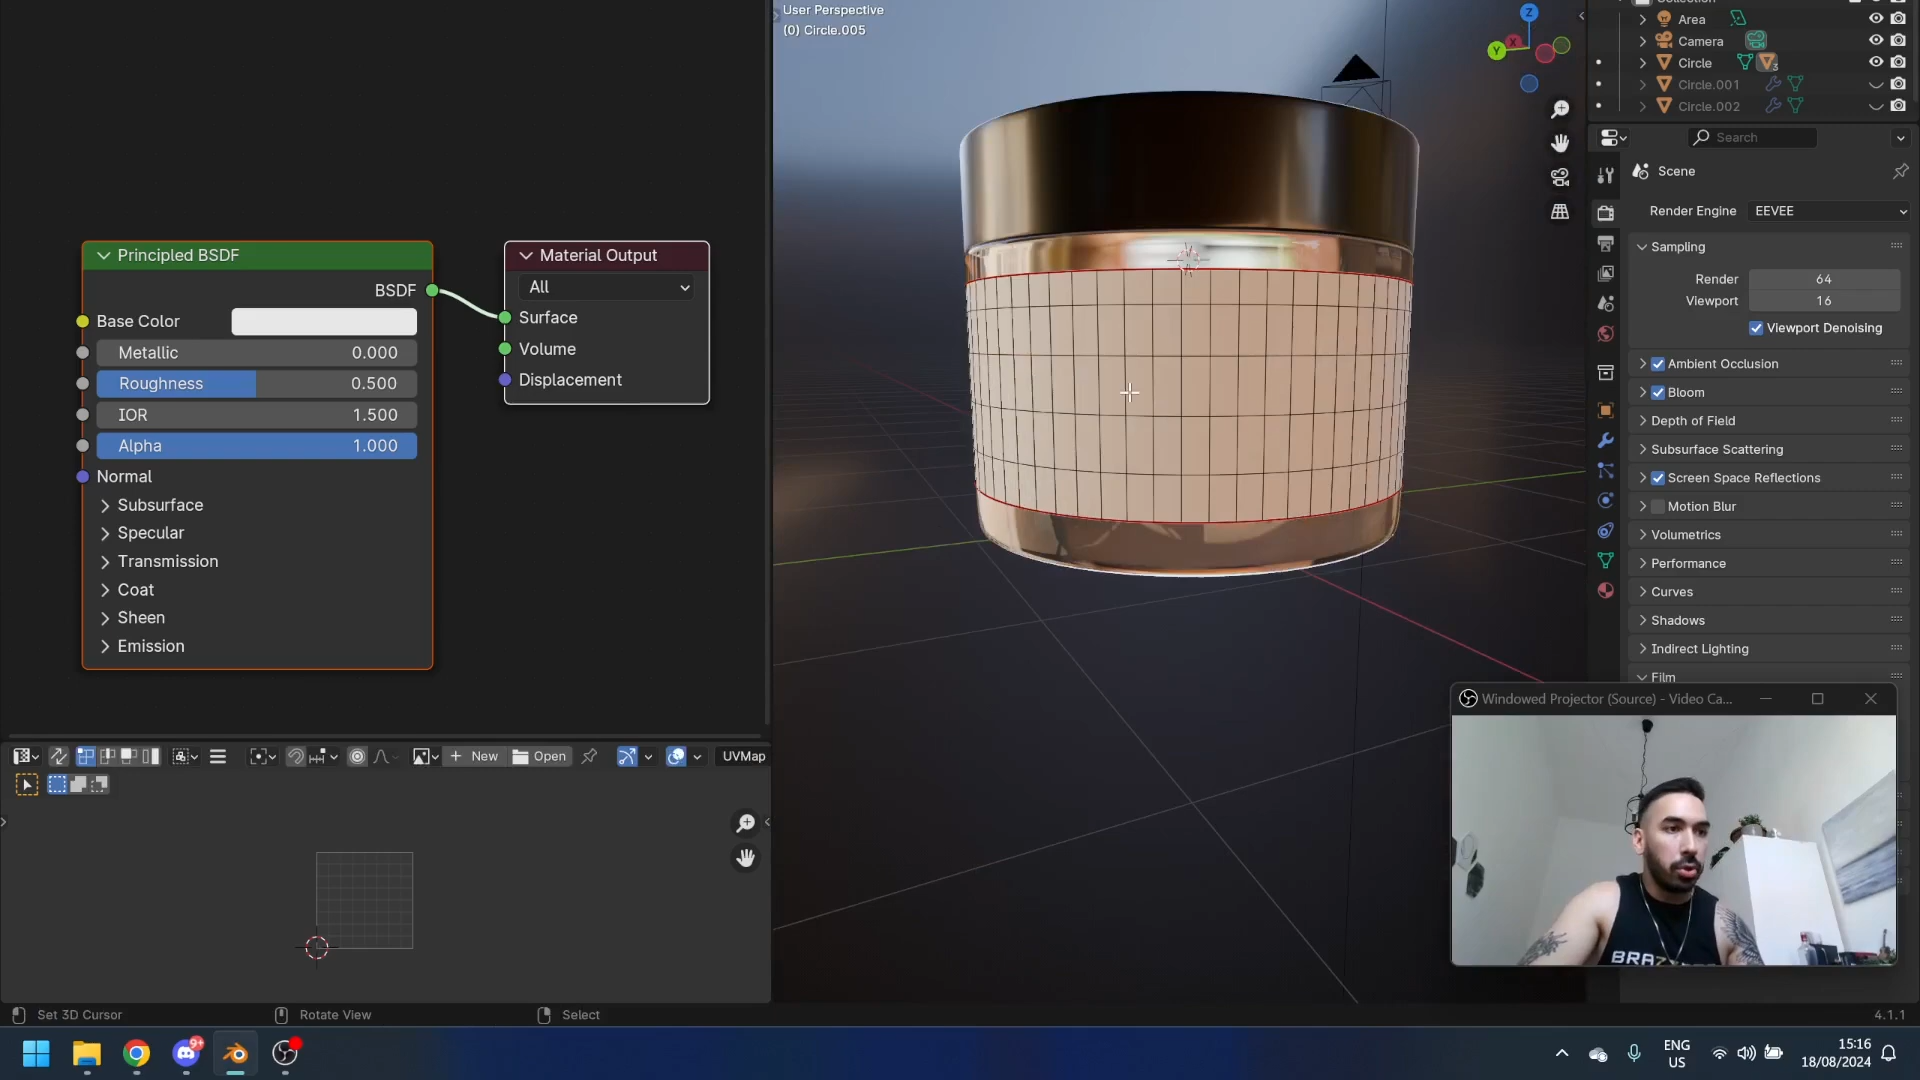 User Perspective
(0) Circle.005
Z
Y
X
Area
Camera
Circle
Circle.001
Circle.002
Search
Scene
Render Engine
EEVEE
Sampling
Render
64
Viewport
16
Viewport Denoising
Ambient Occlusion
Bloom
Depth of Field
Subsurface Scattering
Screen Space Reflections
Motion Blur
Volumetrics
Performance
Curves
Shadows
Indirect Lighting
Film
Principled BSDF
BSDF
Base Color
Metallic 0.000
Roughness 0.500
IOR 1.500
Alpha 1.000
Normal
Subsurface
Specular
Transmission
Coat
Sheen
Emission
Material Output
All
Surface
Volume
Displacement
New
Open
UVMap
Windowed Projector (Source) - Video Ca...
Set 3D Cursor
Rotate View
Select
4.1.1
9+
ENG
US
15:16
18/08/2024